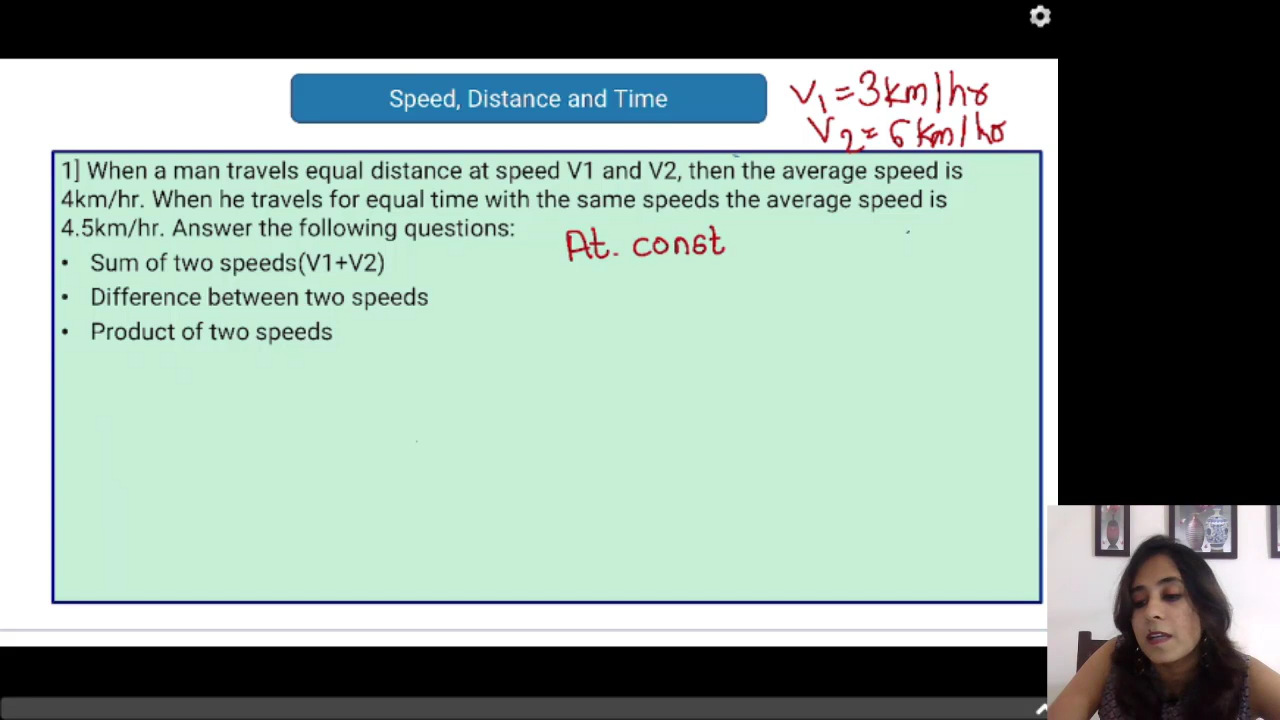 Speed, Distance and Time
V1 = 3km/hr
V2 = 6km/hr
1] When a man travels equal distance at speed V1 and V2, then the average speed is
4km/hr. When he travels for equal time with the same speeds the average speed is
4.5km/hr. Answer the following questions:
At. const
• Sum of two speeds(V1+V2)
• Difference between two speeds
• Product of two speeds